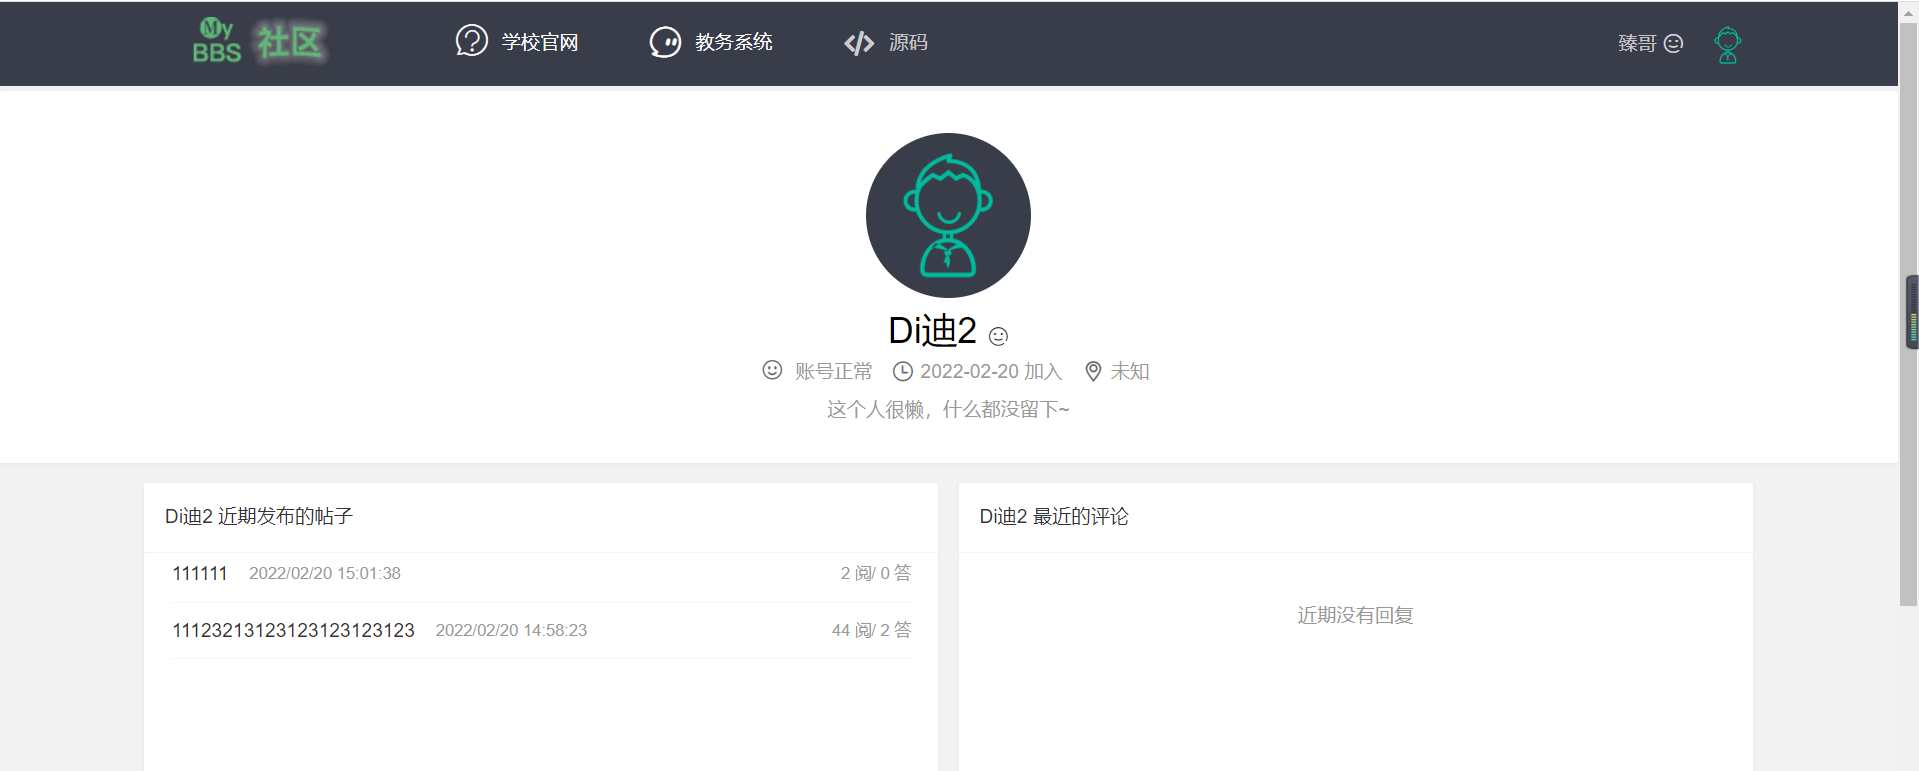 My BBS 社区 学校官网 教务系统 源码 臻哥
Di迪2
账号正常 2022-02-20 加入 未知
这个人很懒，什么都没留下~
Di迪2 近期发布的帖子
111111 2022/02/20 15:01:38 2 阅/ 0 答
11123213123123123123123 2022/02/20 14:58:23 44 阅/ 2 答
Di迪2 最近的评论
近期没有回复